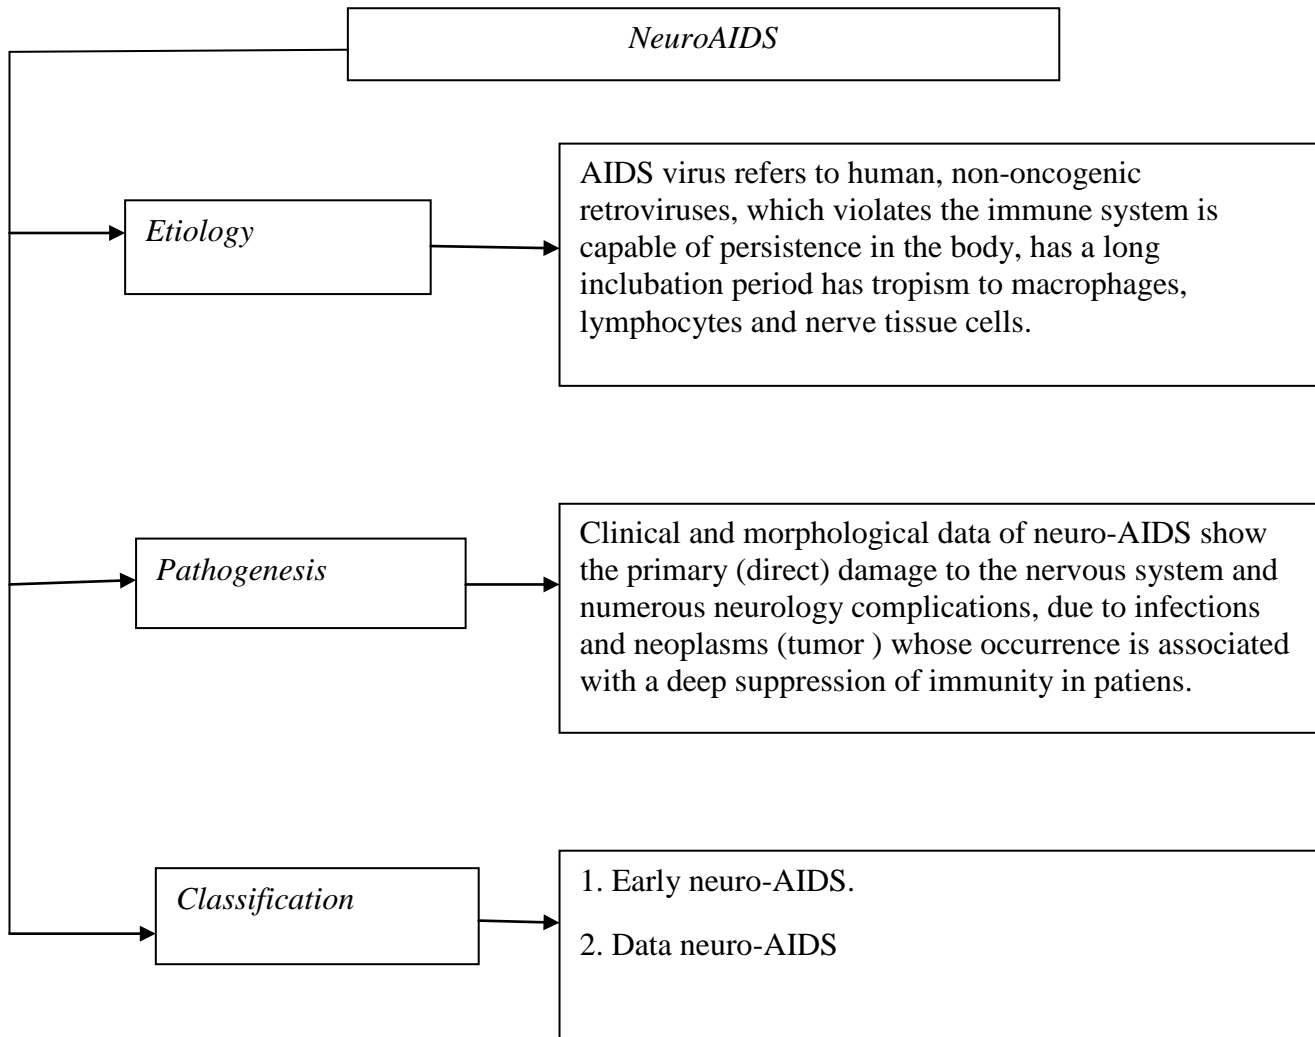 NeuroAIDS
Etiology
AIDS virus refers to human, non-oncogenic
retroviruses, which violates the immune system is
capable of persistence in the body, has a long
inclubation period has tropism to macrophages,
lymphocytes and nerve tissue cells.
Pathogenesis
Clinical and morphological data of neuro-AIDS show
the primary (direct) damage to the nervous system and
numerous neurology complications, due to infections
and neoplasms (tumor ) whose occurrence is associated
with a deep suppression of immunity in patiens.
Classification
1. Early neuro-AIDS.
2. Data neuro-AIDS